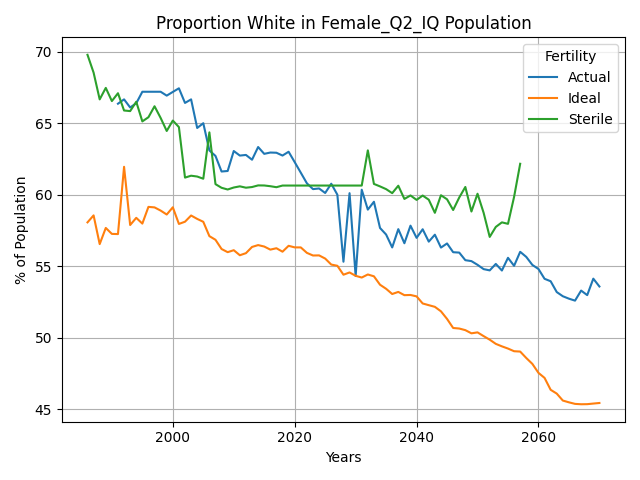 Proportion White in Female_Q2_IQ Population
% of Population
70
65
60
55
50
45
2000
2020
2040
2060
Years
Fertility
Actual
Ideal
Sterile